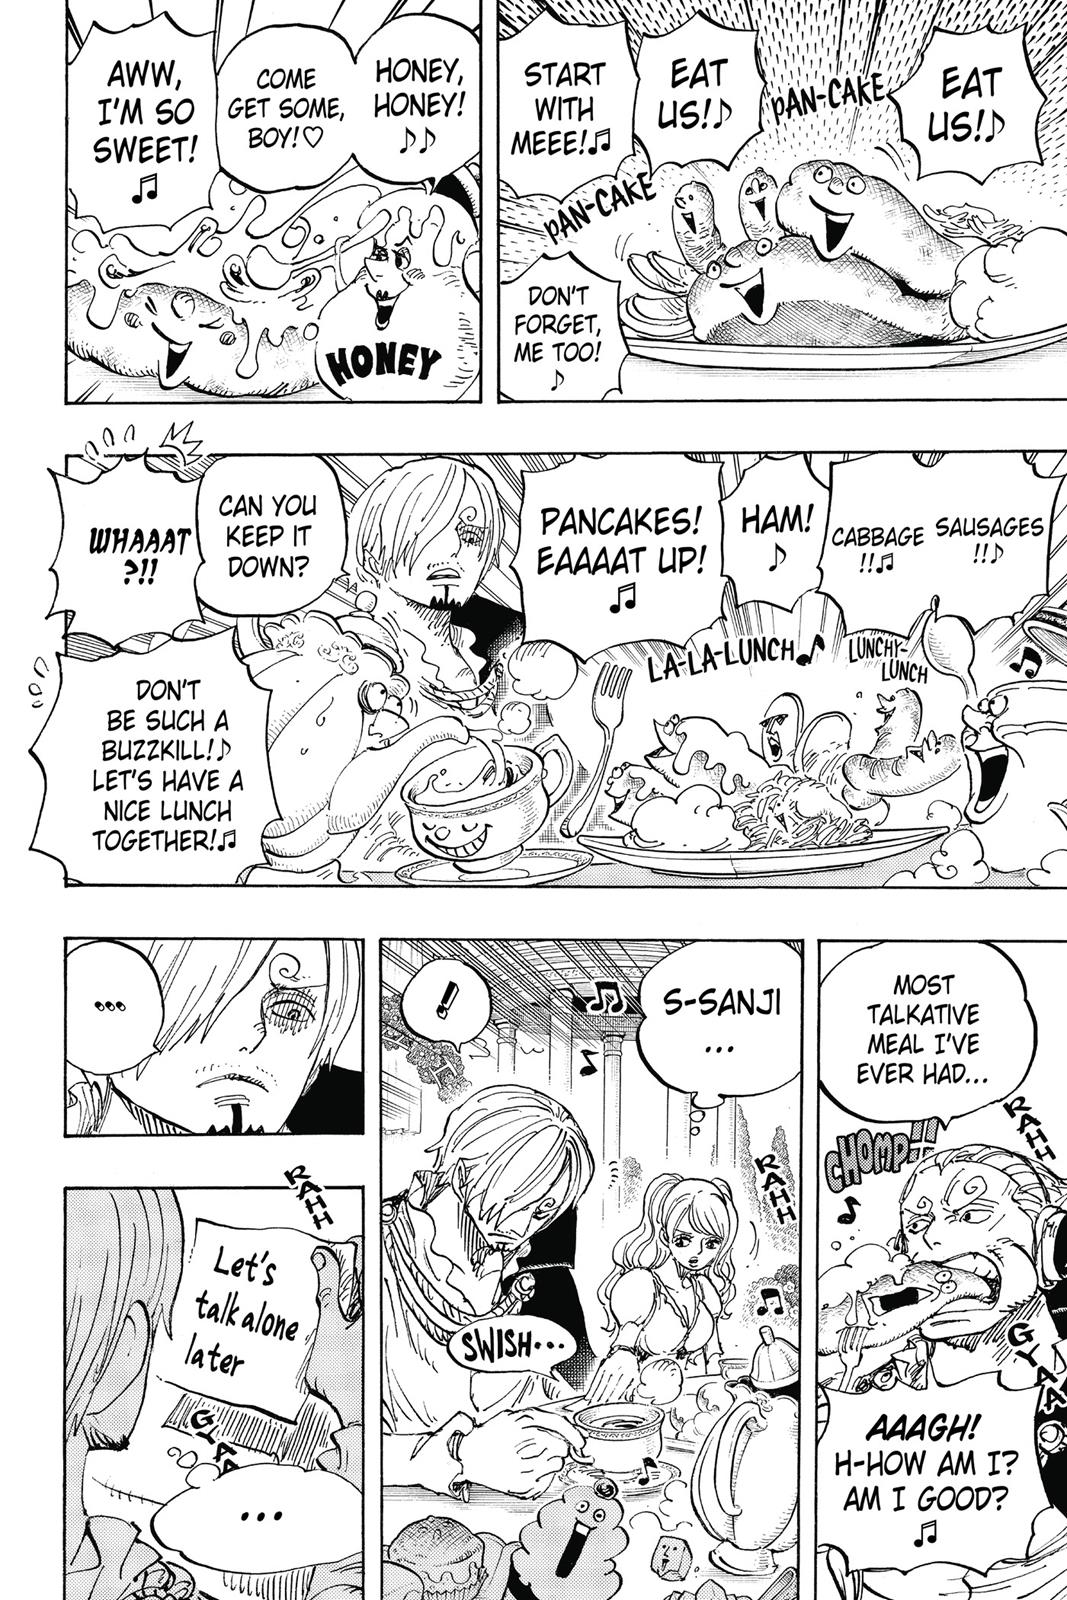 EAT
US!♪
PAN-CAKE
EAT
US!♪
START
WITH
MEEE!♫
PAN-CAKE
DON'T
FORGET,
ME TOO!
♪
HONEY,
HONEY!
♪♪
COME
GET SOME,
BOY!♡
AWW,
I'M SO
SWEET!
♫
HONEY
SAUSAGES
!!♪
CABBAGE
!!♫
HAM!
♪
PANCAKES!
EAAAAT UP!
♫
LUNCHY-
LUNCH
LA-LA-LUNCH♪
CAN YOU
KEEP IT
DOWN?
WHAAAT
?!!
DON'T
BE SUCH A
BUZZKILL!♪
LET'S HAVE A
NICE LUNCH
TOGETHER!♫
MOST
TALKATIVE
MEAL I'VE
EVER HAD...
RAHH
CHOMP!!
GYAA
AAAGH!
H-HOW AM I?
AM I GOOD?
♫
S-SANJI
...
!
RAHH
SWISH...
...
RAHH
Let's
talk alone
later
GYAA
...